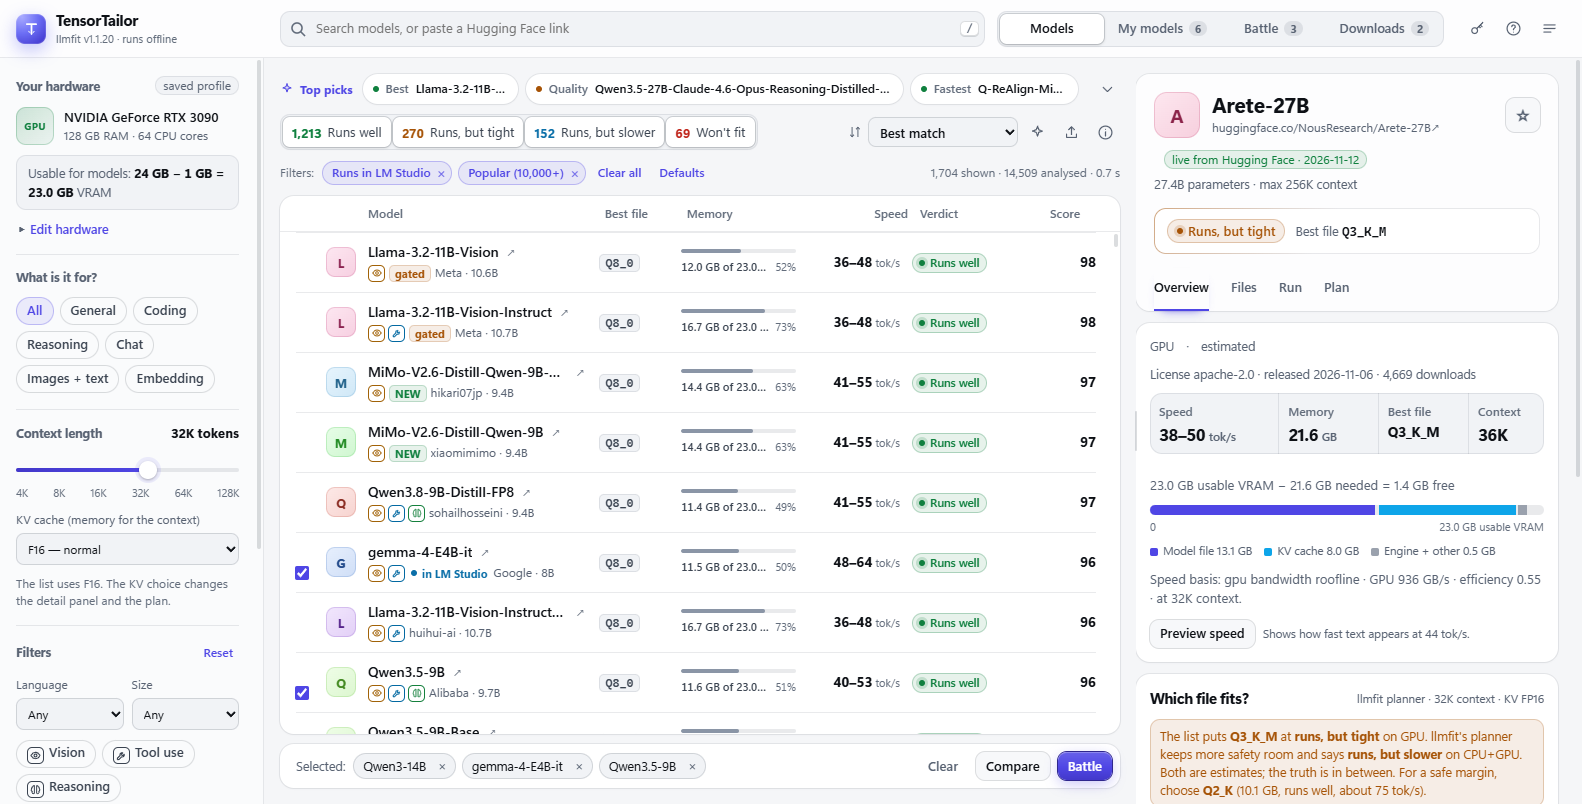 TensorTailor
llmfit v1.1.20 · runs offline
Search models, or paste a Hugging Face link
/
Models
My models 6
Battle 3
Downloads 2
Your hardware
saved profile
GPU
NVIDIA GeForce RTX 3090
128 GB RAM · 64 CPU cores
Usable for models: 24 GB − 1 GB =
23.0 GB VRAM
▸ Edit hardware
What is it for?
All
General
Coding
Reasoning
Chat
Images + text
Embedding
Context length
32K tokens
4K 8K 16K 32K 64K 128K
KV cache (memory for the context)
F16 — normal
The list uses F16. The KV choice changes
the detail panel and the plan.
Filters
Reset
Language Size
Any Any
Vision
Tool use
Reasoning
Top picks
Best Llama-3.2-11B-...
Quality Qwen3.5-27B-Claude-4.6-Opus-Reasoning-Distilled-...
Fastest Q-ReAlign-Mi...
1,213 Runs well
270 Runs, but tight
152 Runs, but slower
69 Won't fit
Best match
Filters:
Runs in LM Studio ×
Popular (10,000+) ×
Clear all
Defaults
1,704 shown · 14,509 analysed · 0.7 s
Model Best file Memory Speed Verdict Score
L
Llama-3.2-11B-Vision ↗
gated Meta · 10.6B
Q8_0
12.0 GB of 23.0... 52%
36–48 tok/s
Runs well
98
L
Llama-3.2-11B-Vision-Instruct ↗
gated Meta · 10.7B
Q8_0
16.7 GB of 23.0 ... 73%
36–48 tok/s
Runs well
98
M
MiMo-V2.6-Distill-Qwen-9B-... ↗
NEW hikari07jp · 9.4B
Q8_0
14.4 GB of 23.0... 63%
41–55 tok/s
Runs well
97
M
MiMo-V2.6-Distill-Qwen-9B ↗
NEW xiaomimimo · 9.4B
Q8_0
14.4 GB of 23.0... 63%
41–55 tok/s
Runs well
97
Q
Qwen3.8-9B-Distill-FP8 ↗
sohailhosseini · 9.4B
Q8_0
11.4 GB of 23.0... 49%
41–55 tok/s
Runs well
97
G
gemma-4-E4B-it ↗
in LM Studio Google · 8B
Q8_0
11.5 GB of 23.0... 50%
48–64 tok/s
Runs well
96
L
Llama-3.2-11B-Vision-Instruct... ↗
huihui-ai · 10.7B
Q8_0
16.7 GB of 23.0 ... 73%
36–48 tok/s
Runs well
96
Q
Qwen3.5-9B ↗
Alibaba · 9.7B
Q8_0
11.6 GB of 23.0... 51%
40–53 tok/s
Runs well
96
Qwen3.5-9B-Base ↗
Selected:
Qwen3-14B ×
gemma-4-E4B-it ×
Qwen3.5-9B ×
Clear
Compare
Battle
A
Arete-27B
huggingface.co/NousResearch/Arete-27B↗
live from Hugging Face · 2026-11-12
27.4B parameters · max 256K context
Runs, but tight
Best file Q3_K_M
Overview Files Run Plan
GPU · estimated
License apache-2.0 · released 2026-11-06 · 4,669 downloads
Speed Memory Best file Context
38–50 tok/s 21.6 GB Q3_K_M 36K
23.0 GB usable VRAM − 21.6 GB needed = 1.4 GB free
0 23.0 GB usable VRAM
Model file 13.1 GB KV cache 8.0 GB Engine + other 0.5 GB
Speed basis: gpu bandwidth roofline · GPU 936 GB/s · efficiency 0.55
· at 32K context.
Preview speed
Shows how fast text appears at 44 tok/s.
Which file fits?
llmfit planner · 32K context · KV FP16
The list puts Q3_K_M at runs, but tight on GPU. llmfit's planner
keeps more safety room and says runs, but slower on CPU+GPU.
Both are estimates; the truth is in between. For a safe margin,
choose Q2_K (10.1 GB, runs well, about 75 tok/s).